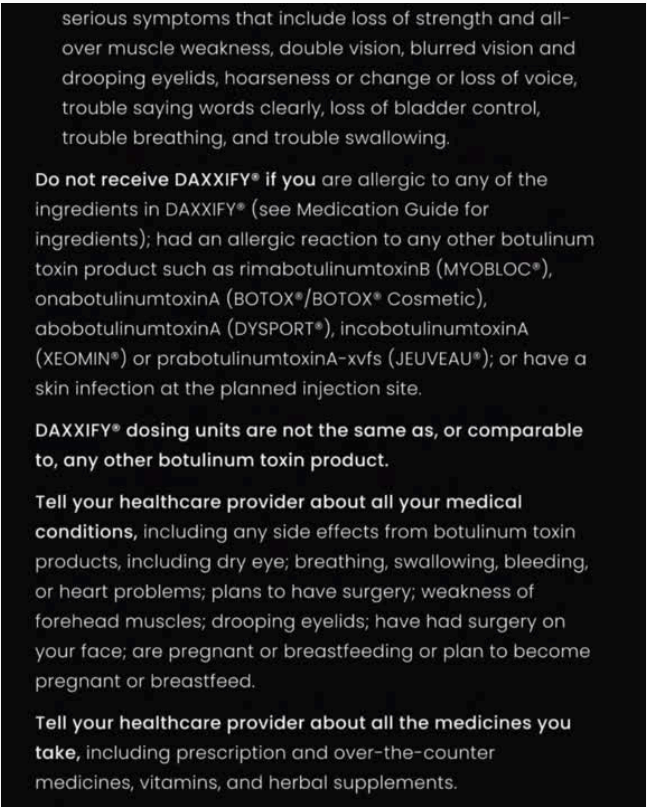 serious symptoms that include loss of strength and all-
over muscle weakness, double vision, blurred vision and
drooping eyelids, hoarseness or change or loss of voice,
trouble saying words clearly, loss of bladder control,
trouble breathing, and trouble swallowing.
Do not receive DAXXIFY® if you are allergic to any of the
ingredients in DAXXIFY® (see Medication Guide for
ingredients); had an allergic reaction to any other botulinum
toxin product such as rimabotulinumtoxinB (MYOBLOC®),
onabotulinumtoxinA (BOTOX®/BOTOX® Cosmetic),
abobotulinumtoxinA (DYSPORT®), incobotulinumtoxinA
(XEOMIN®) or prabotulinumtoxinA-xvfs (JEUVEAU®); or have a
skin infection at the planned injection site.
DAXXIFY® dosing units are not the same as, or comparable
to, any other botulinum toxin product.
Tell your healthcare provider about all your medical
conditions, including any side effects from botulinum toxin
products, including dry eye; breathing, swallowing, bleeding,
or heart problems; plans to have surgery; weakness of
forehead muscles; drooping eyelids; have had surgery on
your face; are pregnant or breastfeeding or plan to become
pregnant or breastfeed.
Tell your healthcare provider about all the medicines you
take, including prescription and over-the-counter
medicines, vitamins, and herbal supplements.